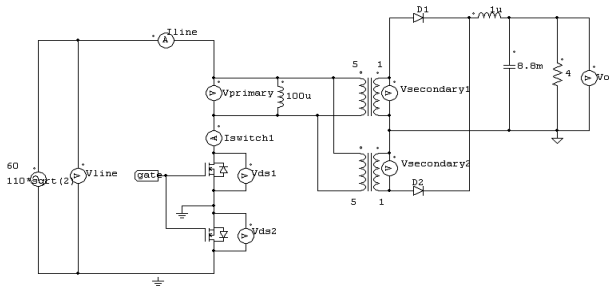 D1
1u
Iline
A
5 1
Vprimary
100u
Vsecondary1
8.8m
4
Vo
A
Iswitch1
60
110*sqrt(2)
Vline
gate
Vds1
Vsecondary2
D2
5 1
Vds2